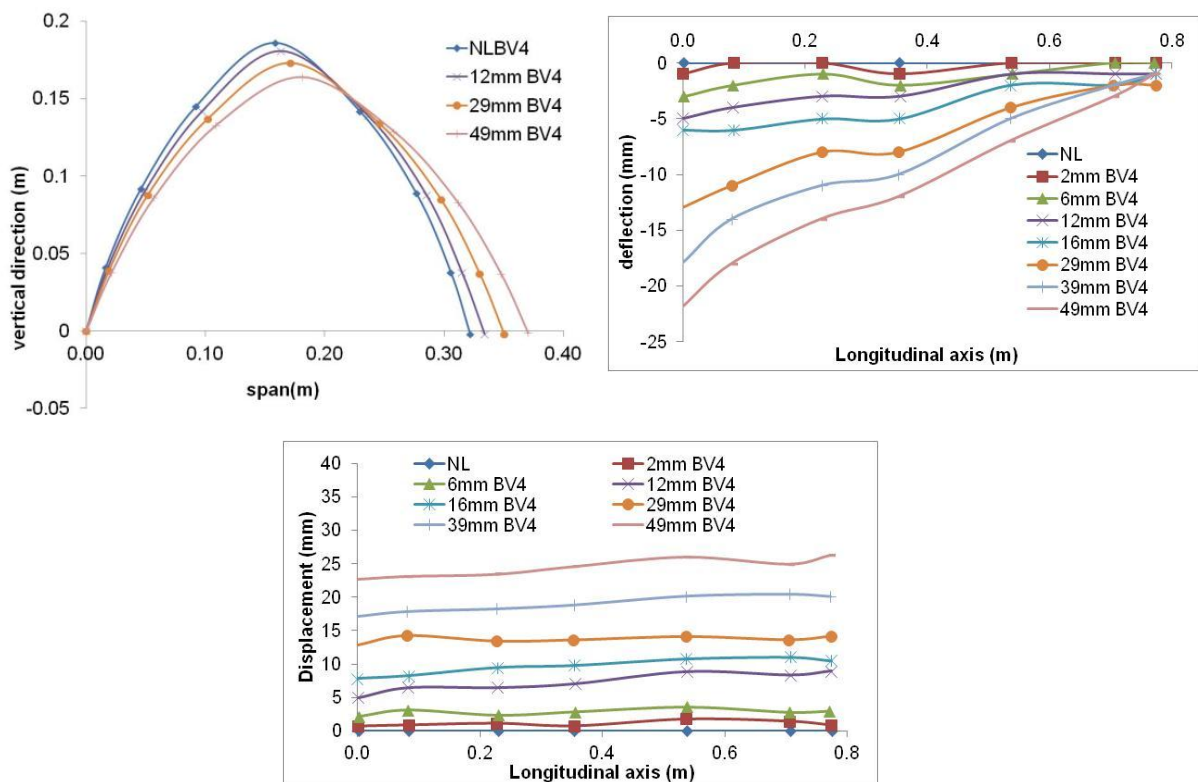 0.2
0.15
0.1
0.05
0
-0.05
0.00
0.10
0.20
0.30
0.40
vertical direction (m)
span(m)
NLBV4
12mm BV4
29mm BV4
49mm BV4
0.0
0.2
0.4
0.6
0.8
0
-5
-10
-15
-20
-25
deflection (mm)
Longitudinal axis (m)
NL
2mm BV4
6mm BV4
12mm BV4
16mm BV4
29mm BV4
39mm BV4
49mm BV4
40
35
30
25
20
15
10
5
0
0.0
0.2
0.4
0.6
0.8
Displacement (mm)
Longitudinal axis (m)
NL
2mm BV4
6mm BV4
12mm BV4
16mm BV4
29mm BV4
39mm BV4
49mm BV4